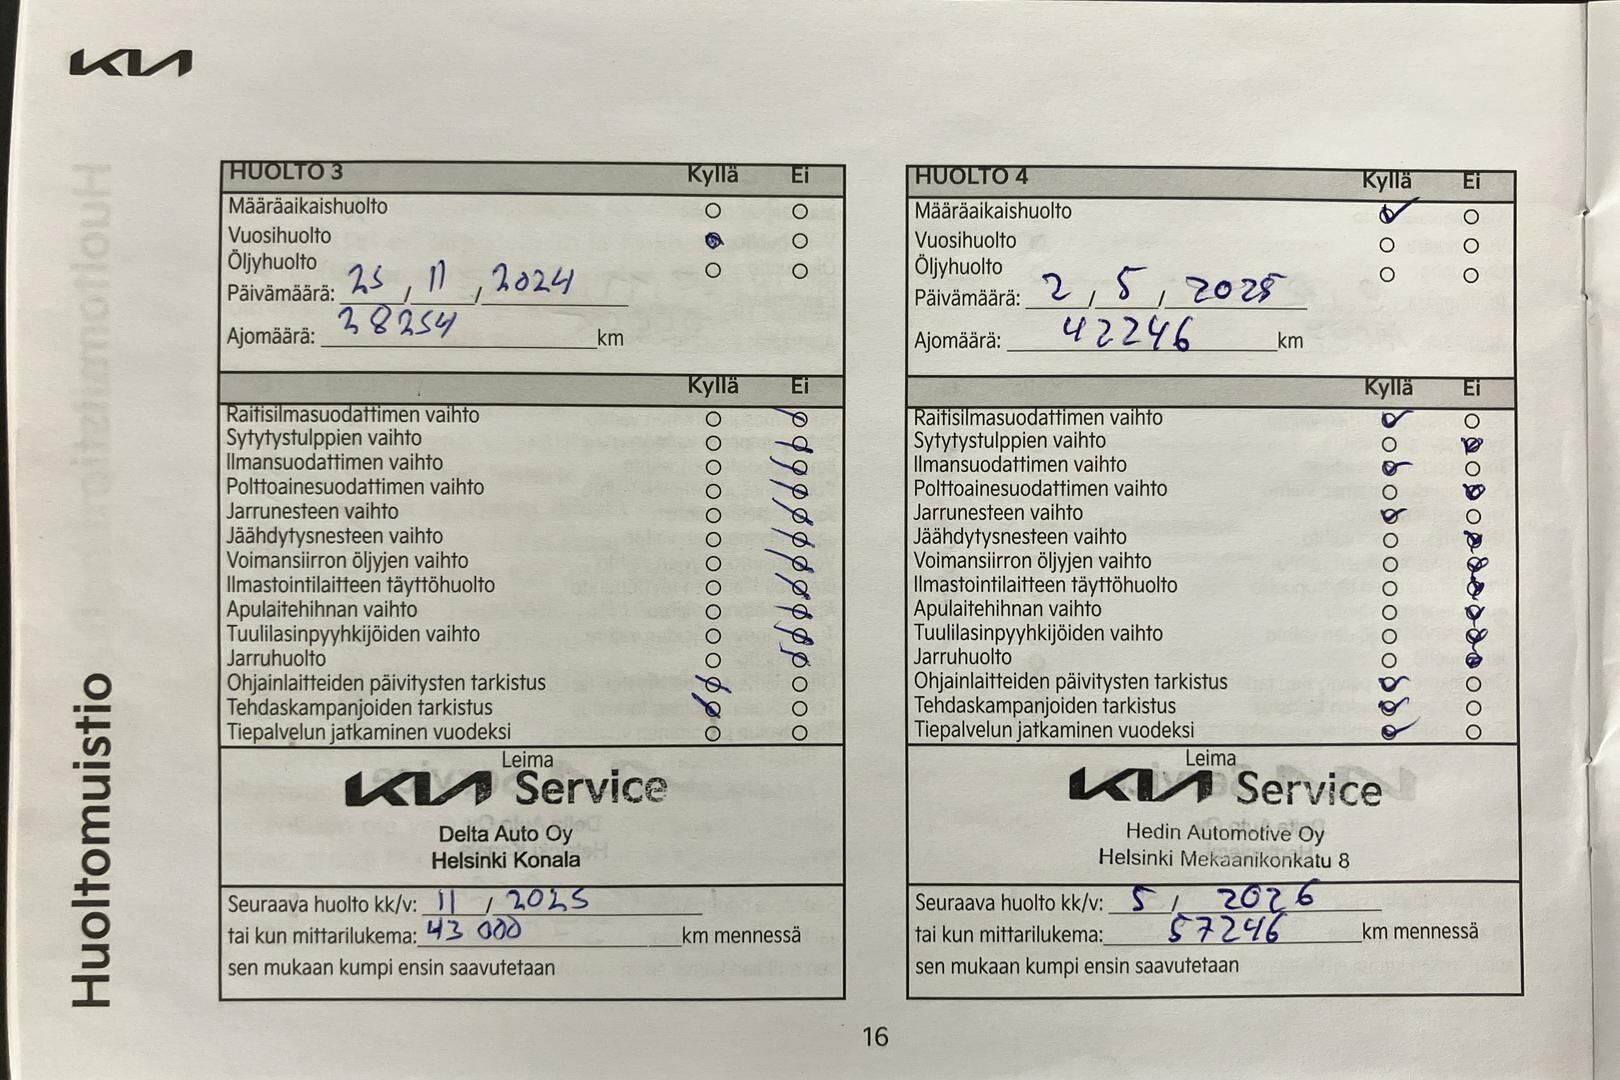 KIA
Huoltomuistio
HUOLTO 3 Kyllä Ei
Määräaikaishuolto
Vuosihuolto
Öljyhuolto
Päivämäärä: 25 / 11 / 2024
Ajomäärä: 28254 km
Kyllä Ei
Raitisilmasuodattimen vaihto
Sytytystulppien vaihto
Ilmansuodattimen vaihto
Polttoainesuodattimen vaihto
Jarrunesteen vaihto
Jäähdytysnesteen vaihto
Voimansiirron öljyjen vaihto
Ilmastointilaitteen täyttöhuolto
Apulaitehihnan vaihto
Tuulilasinpyyhkijöiden vaihto
Jarruhuolto
Ohjainlaitteiden päivitysten tarkistus
Tehdaskampanjoiden tarkistus
Tiepalvelun jatkaminen vuodeksi
Leima
KIA Service
Delta Auto Oy
Helsinki Konala
Seuraava huolto kk/v: 11 / 2025
tai kun mittarilukema: 43 000 km mennessä
sen mukaan kumpi ensin saavutetaan
HUOLTO 4 Kyllä Ei
Määräaikaishuolto
Vuosihuolto
Öljyhuolto
Päivämäärä: 2 / 5 / 2025
Ajomäärä: 42246 km
Kyllä Ei
Raitisilmasuodattimen vaihto
Sytytystulppien vaihto
Ilmansuodattimen vaihto
Polttoainesuodattimen vaihto
Jarrunesteen vaihto
Jäähdytysnesteen vaihto
Voimansiirron öljyjen vaihto
Ilmastointilaitteen täyttöhuolto
Apulaitehihnan vaihto
Tuulilasinpyyhkijöiden vaihto
Jarruhuolto
Ohjainlaitteiden päivitysten tarkistus
Tehdaskampanjoiden tarkistus
Tiepalvelun jatkaminen vuodeksi
Leima
KIA Service
Hedin Automotive Oy
Helsinki Mekaanikonkatu 8
Seuraava huolto kk/v: 5 / 2026
tai kun mittarilukema: 57246 km mennessä
sen mukaan kumpi ensin saavutetaan
16